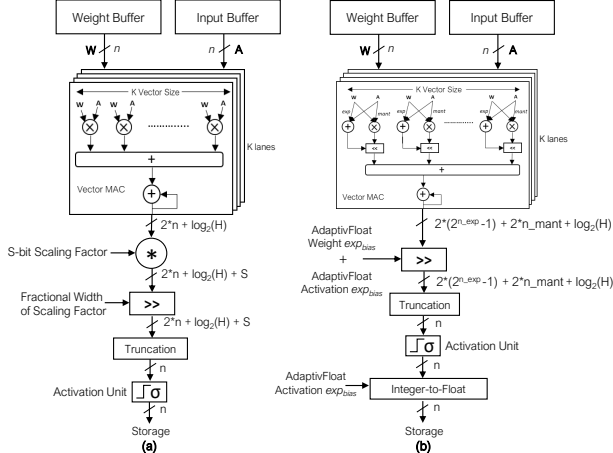 Weight Buffer
Input Buffer
W
n
n
A
K Vector Size
W
A
W
A
W
A
K lanes
+
Vector MAC
+
2*n + log2(H)
S-bit Scaling Factor
*
2*n + log2(H) + S
Fractional Width
of Scaling Factor
>>
2*n + log2(H) + S
Truncation
n
Activation Unit
σ
n
Storage
(a)
Weight Buffer
Input Buffer
W
n
n
A
K Vector Size
W
A
W
A
W
A
exp
mant
exp
mant
exp
mant
<<
<<
<<
K lanes
+
Vector MAC
+
2*(2^n_exp-1) + 2*n_mant + log2(H)
AdaptivFloat
Weight exp_bias
+
AdaptivFloat
Activation exp_bias
>>
2*(2^n_exp-1) + 2*n_mant + log2(H)
Truncation
n
σ
Activation Unit
n
AdaptivFloat
Activation exp_bias
Integer-to-Float
n
Storage
(b)